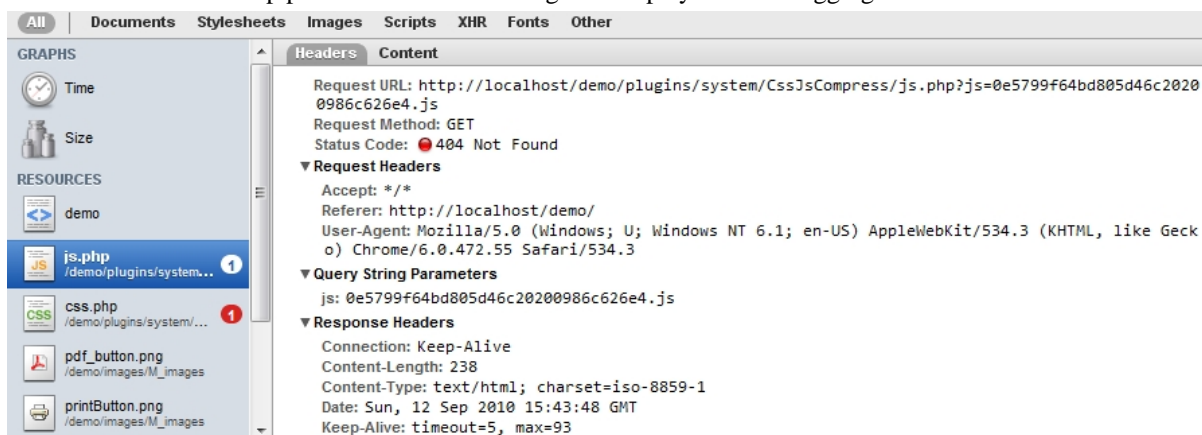 All Documents Stylesheets Images Scripts XHR Fonts Other
GRAPHS
Time
Size
RESOURCES
demo
js.php
/demo/plugins/system... 1
css.php
/demo/plugins/system/... 1
pdf_button.png
/demo/images/M_images
printButton.png
/demo/images/M_images
Headers Content
Request URL: http://localhost/demo/plugins/system/CssJsCompress/js.php?js=0e5799f64bd805d46c2020
0986c626e4.js
Request Method: GET
Status Code: 404 Not Found
Request Headers
Accept: */*
Referer: http://localhost/demo/
User-Agent: Mozilla/5.0 (Windows; U; Windows NT 6.1; en-US) AppleWebKit/534.3 (KHTML, like Geck
o) Chrome/6.0.472.55 Safari/534.3
Query String Parameters
js: 0e5799f64bd805d46c20200986c626e4.js
Response Headers
Connection: Keep-Alive
Content-Length: 238
Content-Type: text/html; charset=iso-8859-1
Date: Sun, 12 Sep 2010 15:43:48 GMT
Keep-Alive: timeout=5, max=93